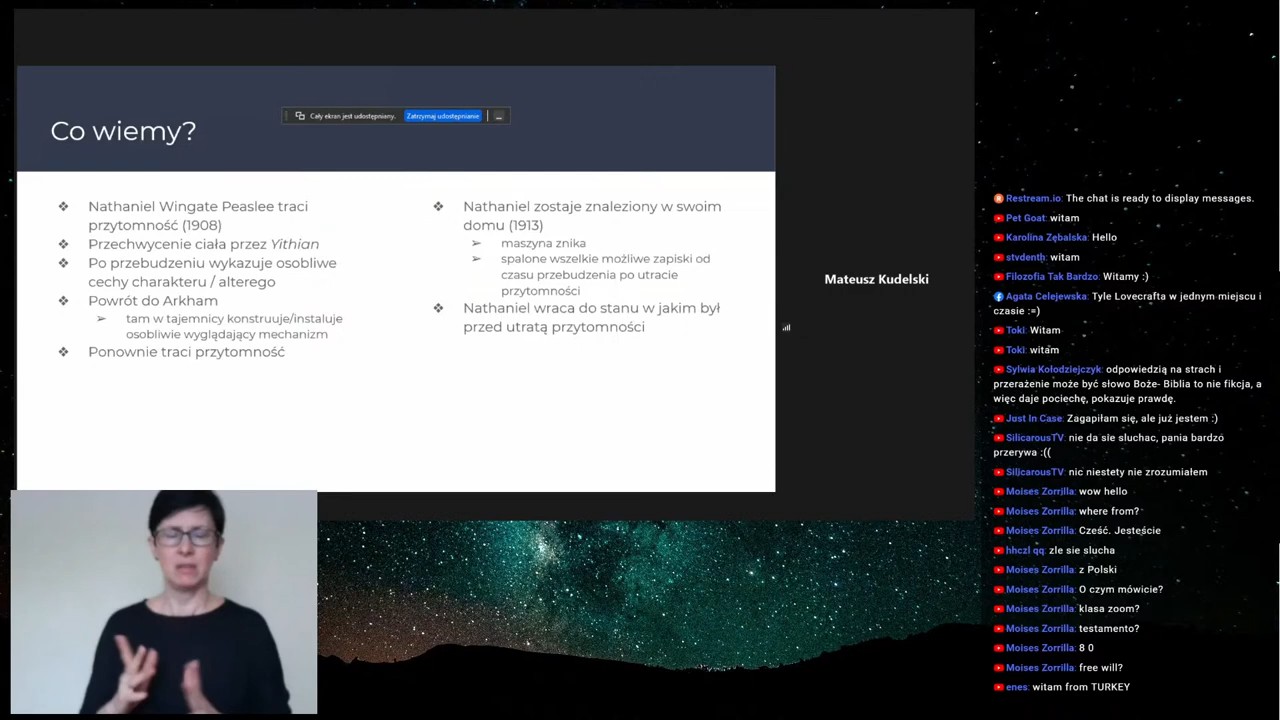 Cały ekran jest udostępniany. Zatrzymaj udostępnianie ...
Co wiemy?
Nathaniel Wingate Peaslee traci
przytomność (1908)
Przechwycenie ciała przez Yithian
Po przebudzeniu wykazuje osobliwe
cechy charakteru / alterego
Powrót do Arkham
tam w tajemnicy konstruuje/instaluje
osobliwie wyglądający mechanizm
Ponownie traci przytomność
Nathaniel zostaje znaleziony w swoim
domu (1913)
maszyna znika
spalone wszelkie możliwe zapiski od
czasu przebudzenia po utracie
przytomności
Nathaniel wraca do stanu w jakim był
przed utratą przytomności
Mateusz Kudelski
Restream.io: The chat is ready to display messages.
Pet Goat: witam
Karolina Zębalska: Hello
stvdenth: witam
Filozofia Tak Bardzo: Witamy :)
Agata Celejewska: Tyle Lovecrafta w jednym miejscu i
czasie :=)
Toki: Witam
Toki: witam
Sylwia Kołodziejczyk: odpowiedzią na strach i
przerażenie może być słowo Boże- Biblia to nie fikcja, a
więc daje pociechę, pokazuje prawdę.
Just In Case: Zagapiłam się, ale już jestem :)
SilicarousTV: nie da sie sluchac, pania bardzo
przerywa :((
SilicarousTV: nic niestety nie zrozumiałem
Moises Zorrilla: wow hello
Moises Zorrilla: where from?
Moises Zorrilla: Cześć. Jesteście
hhczl qq: zle sie slucha
Moises Zorrilla: z Polski
Moises Zorrilla: O czym mówicie?
Moises Zorrilla: klasa zoom?
Moises Zorrilla: testamento?
Moises Zorrilla: 8 0
Moises Zorrilla: free will?
enes: witam from TURKEY